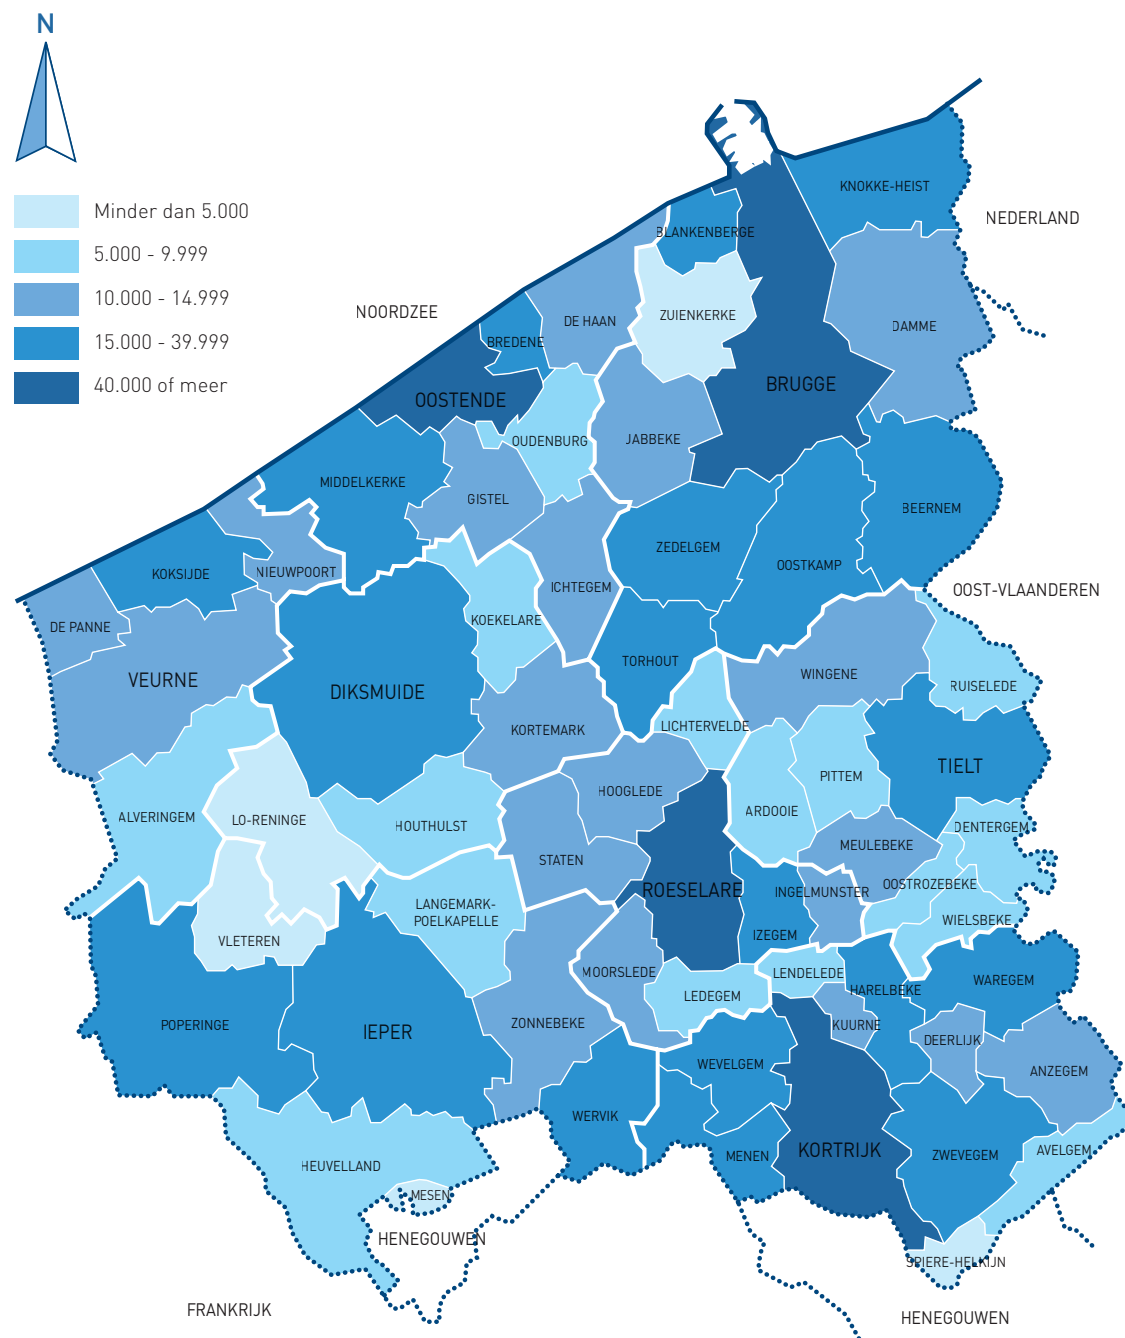 N
Minder dan 5.000
5.000 - 9.999
10.000 - 14.999
15.000 - 39.999
40.000 of meer
KNOKKE-HEIST
NEDERLAND
BLANKENBERGE
NOORDZEE
DE HAAN
ZUIENKERKE
DAMME
BREDENE
BRUGGE
OOSTENDE
OUDENBURG
JABBEKE
MIDDELKERKE
GISTEL
BEERNEM
ZEDELGEM
OOSTKAMP
KOKSIJDE
NIEUWPOORT
ICHTEGEM
OOST-VLAANDEREN
DE PANNE
KOEKELARE
VEURNE
DIKSMUIDE
TORHOUT
WINGENE
RUISELEDE
KORTEMARK
LICHTERVELDE
TIELT
PITTEM
HOOGLEDE
ALVERINGEM
LO-RENINGE
HOUTHULST
ARDOOIE
DENTERGEM
MEULEBEKE
STATEN
ROESELARE
INGELMUNSTER
OOSTROZEBEKE
LANGEMARK-
POELKAPELLE
WIELSBEKE
VLETEREN
IZEGEM
MOORSLEDE
LENDELEDE
WAREGEM
LEDEGEM
HARELBEKE
POPERINGE
IEPER
ZONNEBEKE
KUURNE
DEERLIJK
WEVELGEM
ANZEGEM
WERVIK
HEUVELLAND
MENEN
KORTRIJK
ZWEVEGEM
AVELGEM
MESEN
HENEGOUWEN
SPIERE-HELKIJN
FRANKRIJK
HENEGOUWEN